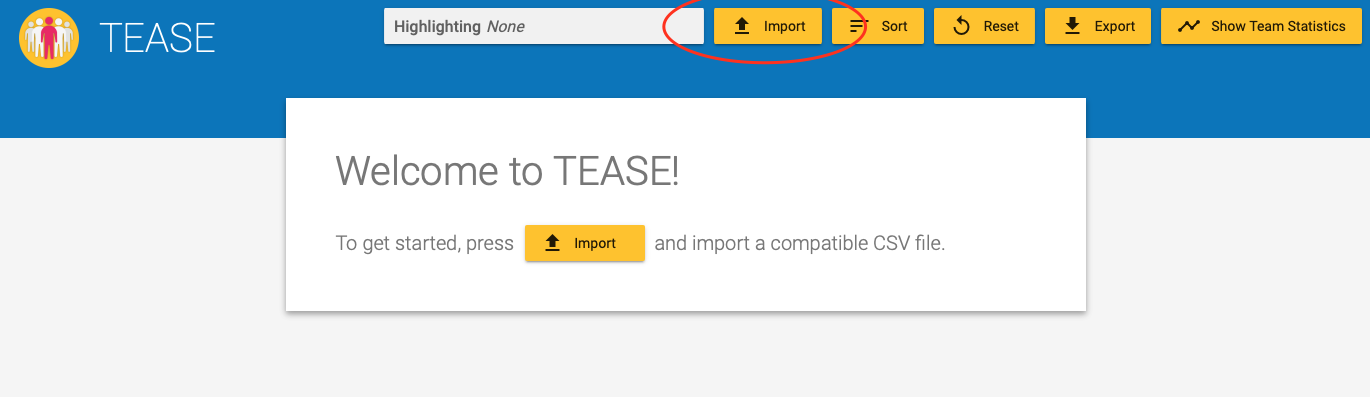 TEASE
Highlighting None
Import
Sort
Reset
Export
Show Team Statistics
Welcome to TEASE!
To get started, press Import and import a compatible CSV file.